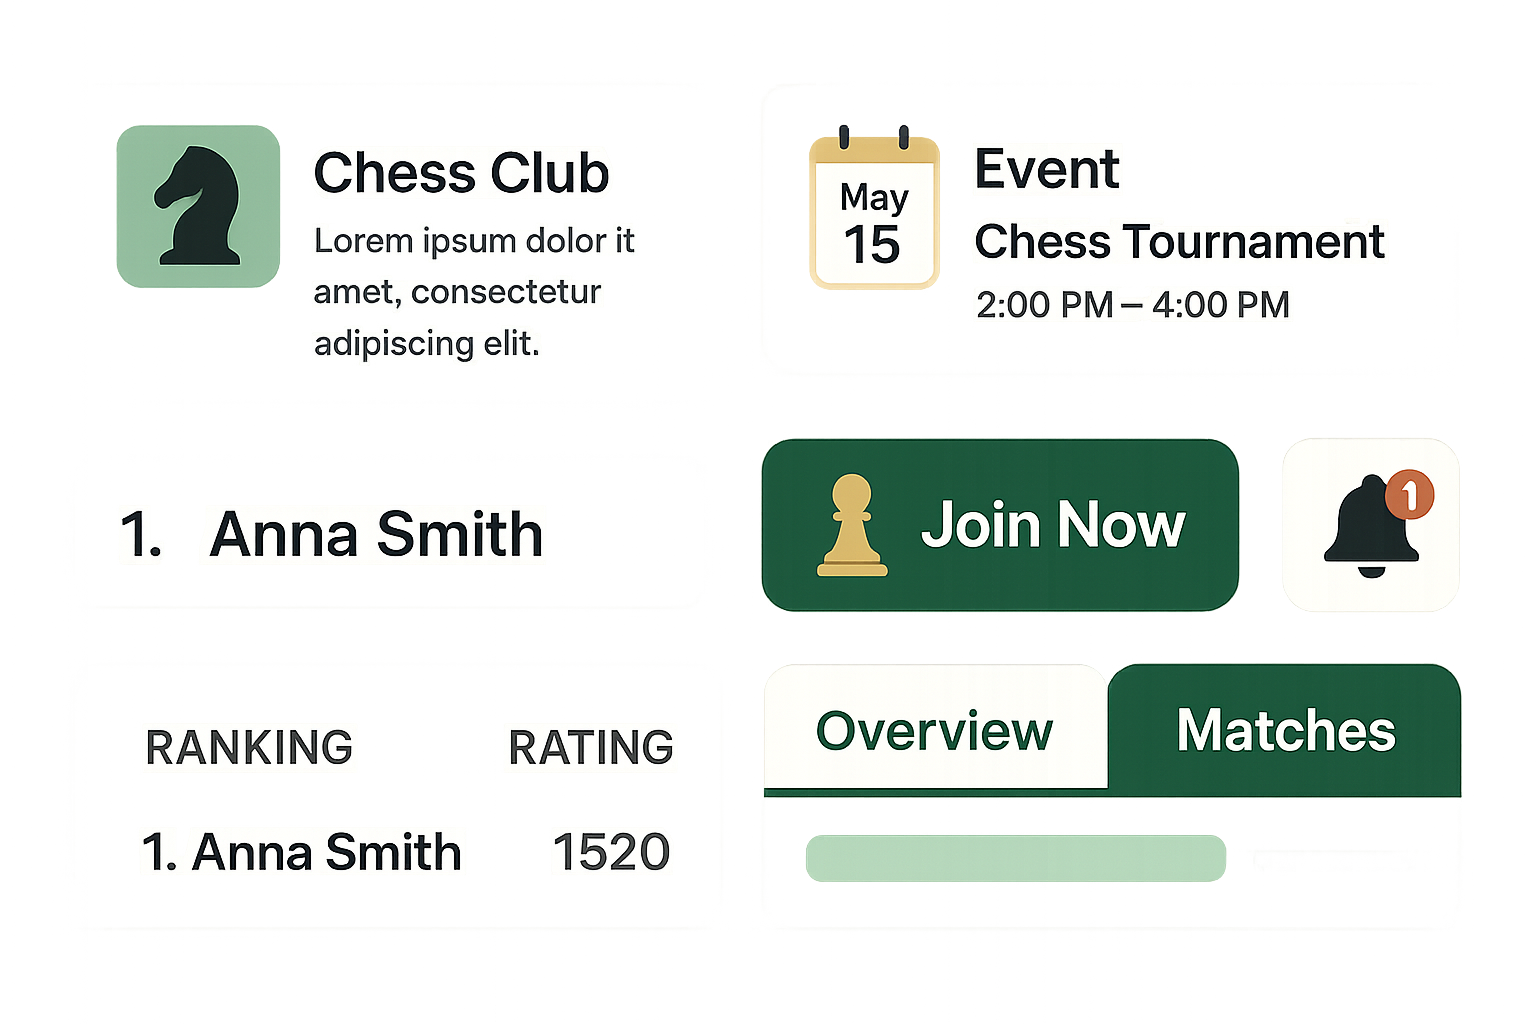 Chess Club
Lorem ipsum dolor it
amet, consectetur
adipiscing elit.
May
15
Event
Chess Tournament
2:00 PM – 4:00 PM
1. Anna Smith
Join Now
1
RANKING RATING
1. Anna Smith 1520
Overview
Matches